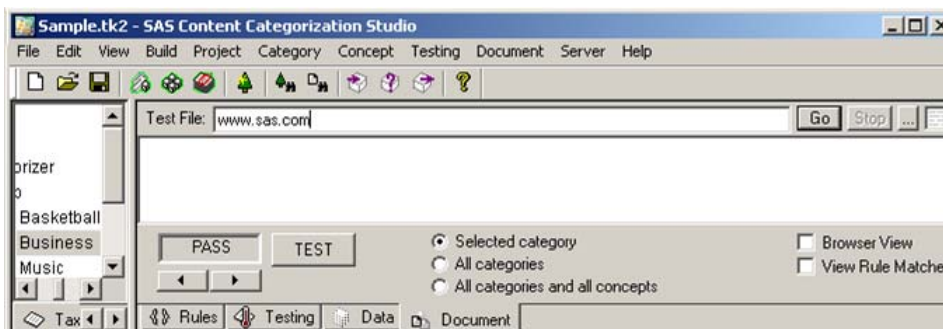 Sample.tk2 - SAS Content Categorization Studio
File Edit View Build Project Category Concept Testing Document Server Help
Test File: www.sas.com Go Stop ...
orizer
Basketball
Business
Music
PASS TEST
Selected category
All categories
All categories and all concepts
Browser View
View Rule Matche
Tax Rules Testing Data Document